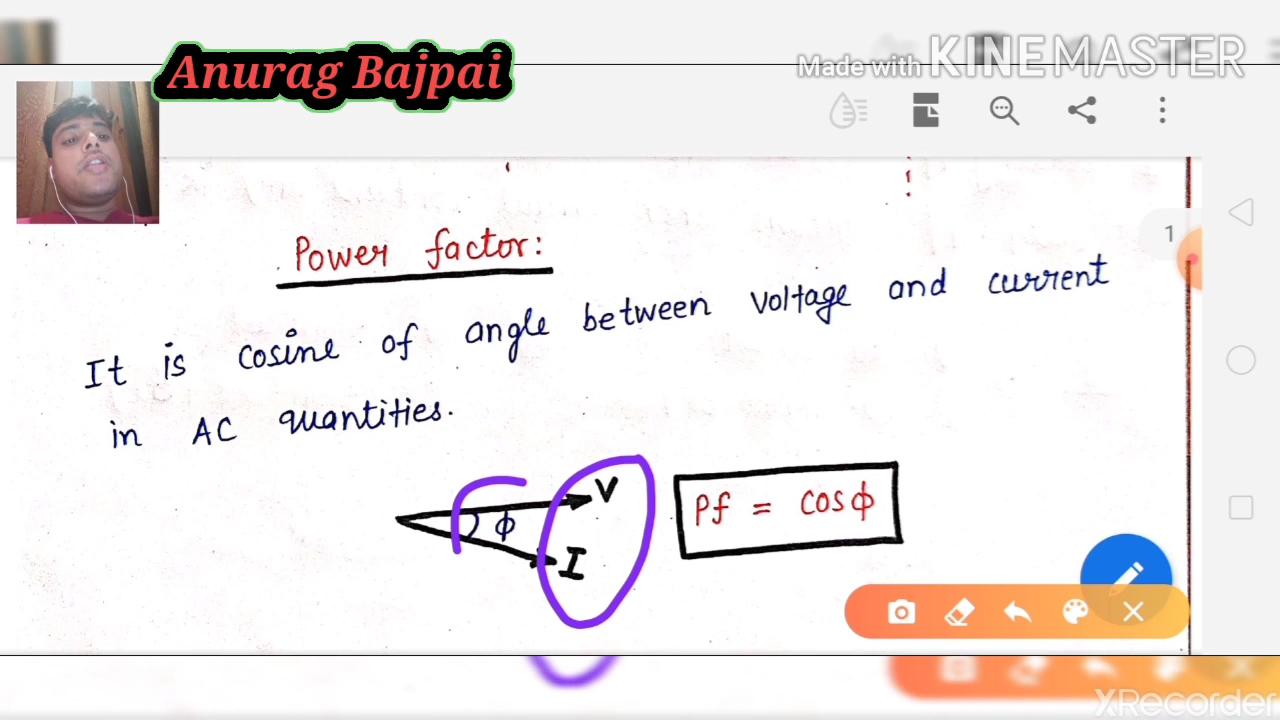 Anurag Bajpai
Made with KINEMASTER
1
Power factor:
It is cosine of angle between voltage and current
in AC quantities.
V
ϕ
I
Pf = cosϕ
XRecorder